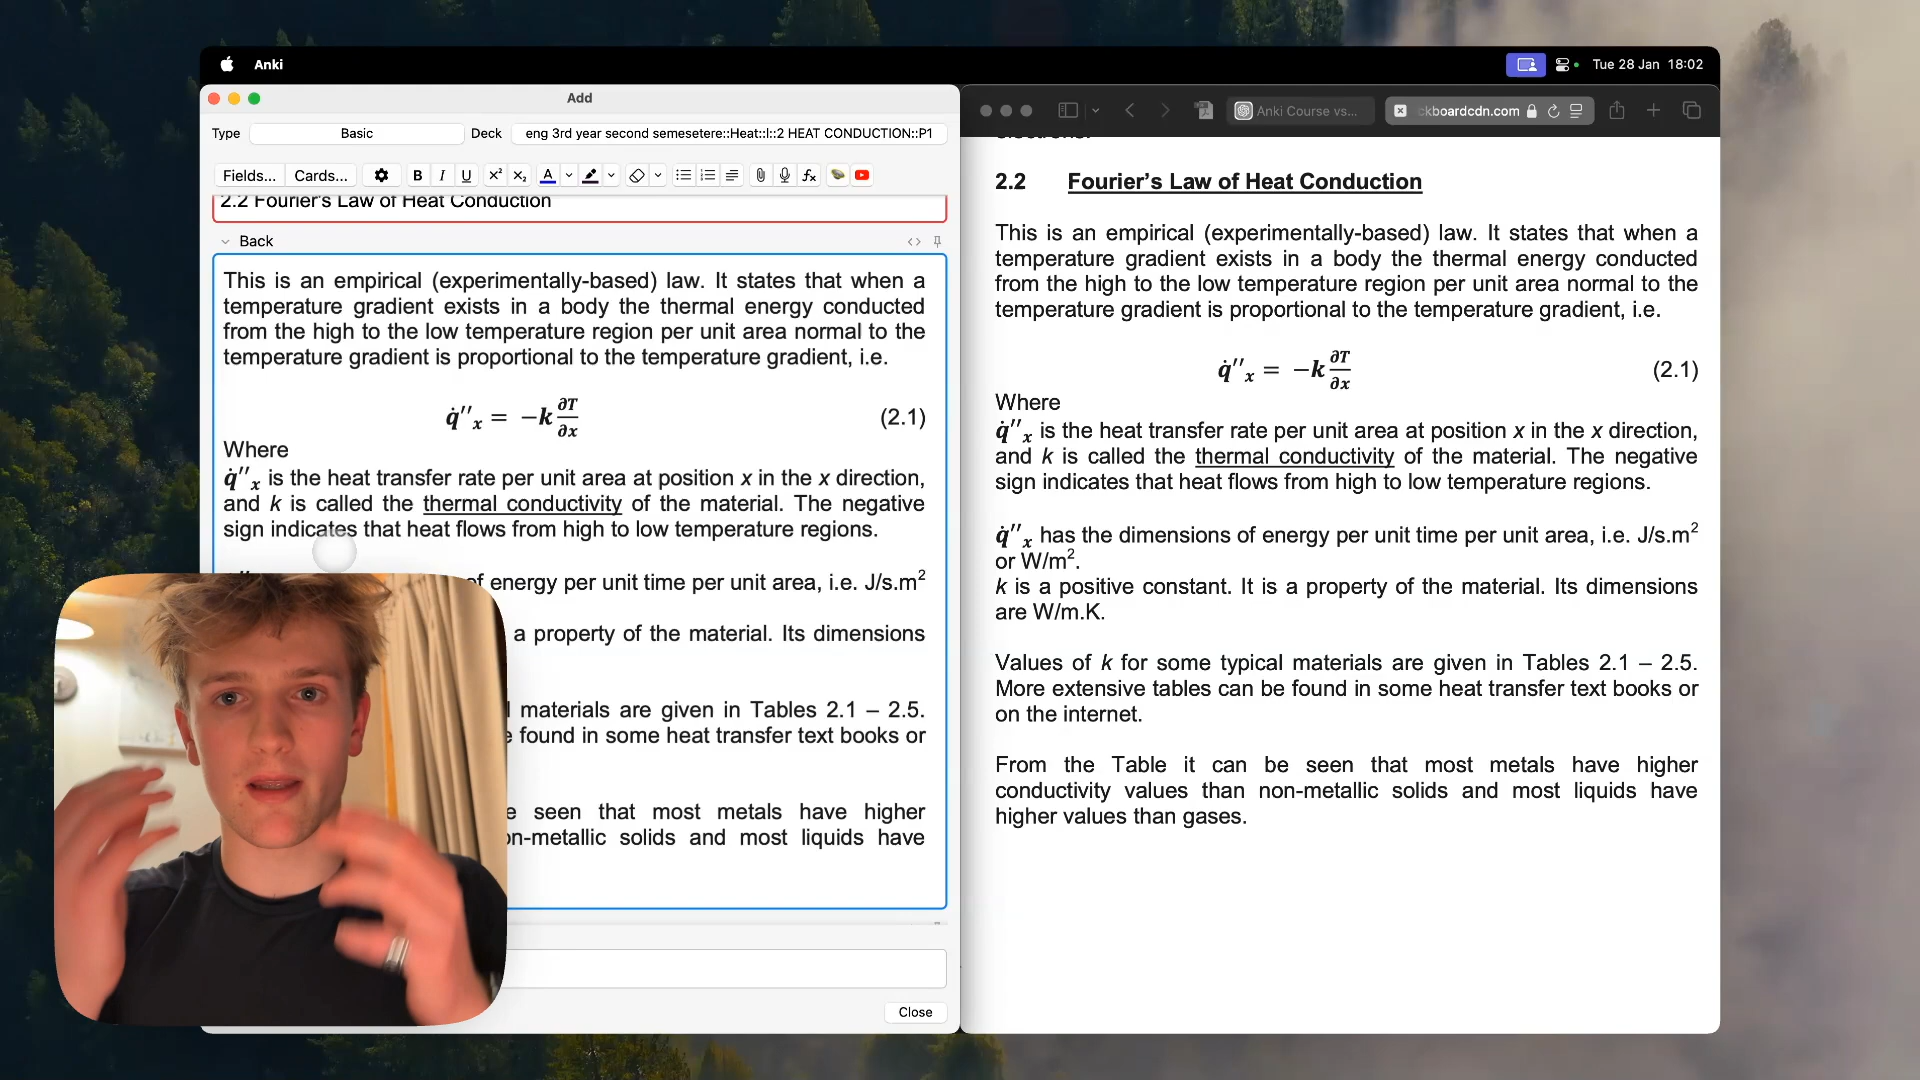 Anki
Tue 28 Jan 18:02
Add
Type
Basic
Deck
eng 3rd year second semesetere::Heat::I::2 HEAT CONDUCTION::P1
Fields...
Cards...
2.2 Fourier's Law of Heat Conduction
Back
This is an empirical (experimentally-based) law. It states that when a
temperature gradient exists in a body the thermal energy conducted
from the high to the low temperature region per unit area normal to the
temperature gradient is proportional to the temperature gradient, i.e.
q̇″ₓ = −k ∂T/∂x (2.1)
Where
q̇″ₓ is the heat transfer rate per unit area at position x in the x direction,
and k is called the thermal conductivity of the material. The negative
sign indicates that heat flows from high to low temperature regions.
of energy per unit time per unit area, i.e. J/s.m²
a property of the material. Its dimensions
materials are given in Tables 2.1 – 2.5.
found in some heat transfer text books or
seen that most metals have higher
non-metallic solids and most liquids have
Close
Anki Course vs...
ckboardcdn.com
2.2 Fourier's Law of Heat Conduction
This is an empirical (experimentally-based) law. It states that when a
temperature gradient exists in a body the thermal energy conducted
from the high to the low temperature region per unit area normal to the
temperature gradient is proportional to the temperature gradient, i.e.
q̇″ₓ = −k ∂T/∂x (2.1)
Where
q̇″ₓ is the heat transfer rate per unit area at position x in the x direction,
and k is called the thermal conductivity of the material. The negative
sign indicates that heat flows from high to low temperature regions.
q̇″ₓ has the dimensions of energy per unit time per unit area, i.e. J/s.m²
or W/m².
k is a positive constant. It is a property of the material. Its dimensions
are W/m.K.
Values of k for some typical materials are given in Tables 2.1 – 2.5.
More extensive tables can be found in some heat transfer text books or
on the internet.
From the Table it can be seen that most metals have higher
conductivity values than non-metallic solids and most liquids have
higher values than gases.